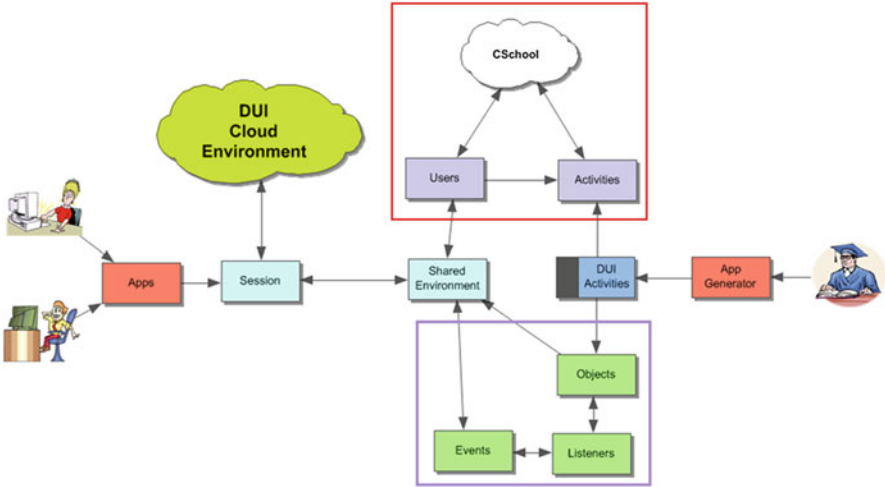 CSchool
DUI
Cloud
Environment
Users
Activities
Apps
Session
Shared
Environment
DUI
Activities
App
Generator
Objects
Events
Listeners